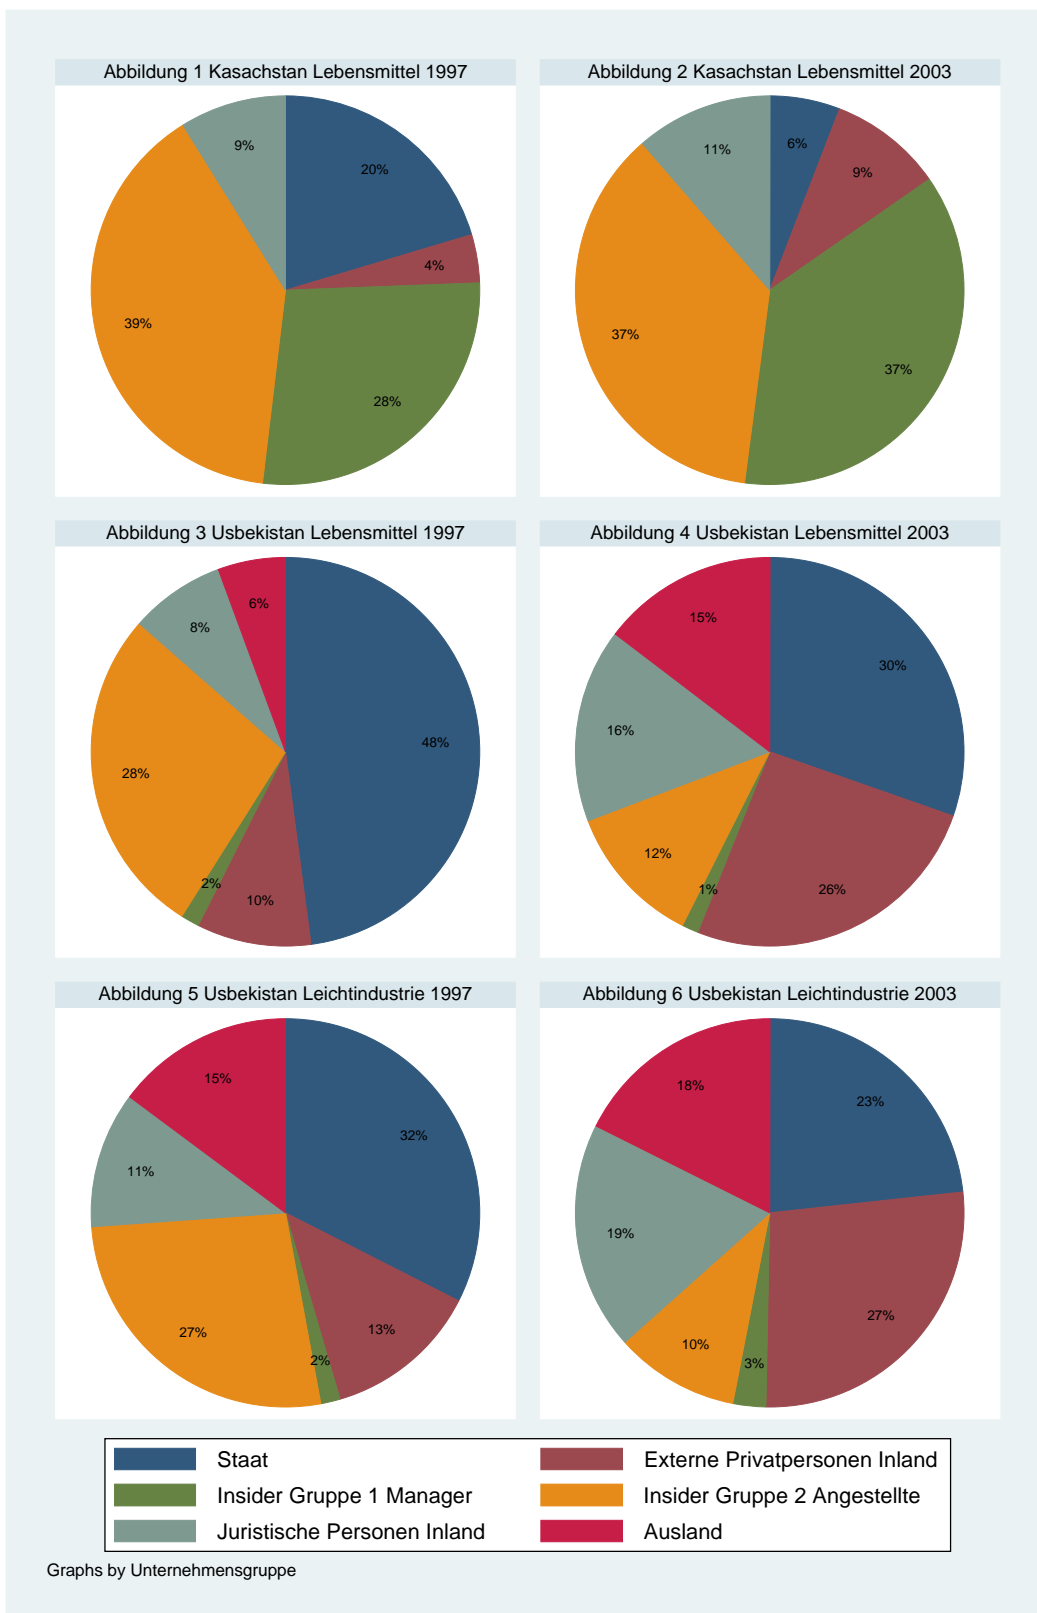 Abbildung 1 Kasachstan Lebensmittel 1997
9%
20%
4%
39%
28%
Abbildung 2 Kasachstan Lebensmittel 2003
11%
6%
9%
37%
37%
Abbildung 3 Usbekistan Lebensmittel 1997
6%
8%
48%
28%
2%
10%
Abbildung 4 Usbekistan Lebensmittel 2003
15%
30%
16%
12%
1%
26%
Abbildung 5 Usbekistan Leichtindustrie 1997
15%
32%
11%
27%
2%
13%
Abbildung 6 Usbekistan Leichtindustrie 2003
18%
23%
19%
10%
3%
27%
Staat
Externe Privatpersonen Inland
Insider Gruppe 1 Manager
Insider Gruppe 2 Angestellte
Juristische Personen Inland
Ausland
Graphs by Unternehmensgruppe